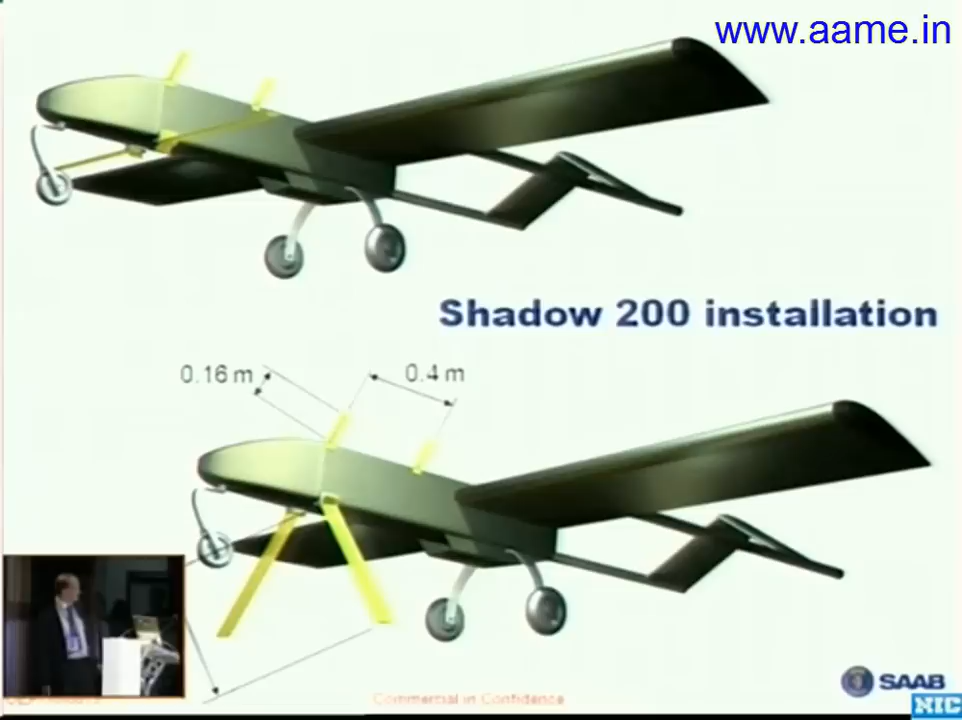 www.aame.in
Shadow 200 installation
0.16 m
0.4 m
SAAB
Commercial in Confidence
NIC